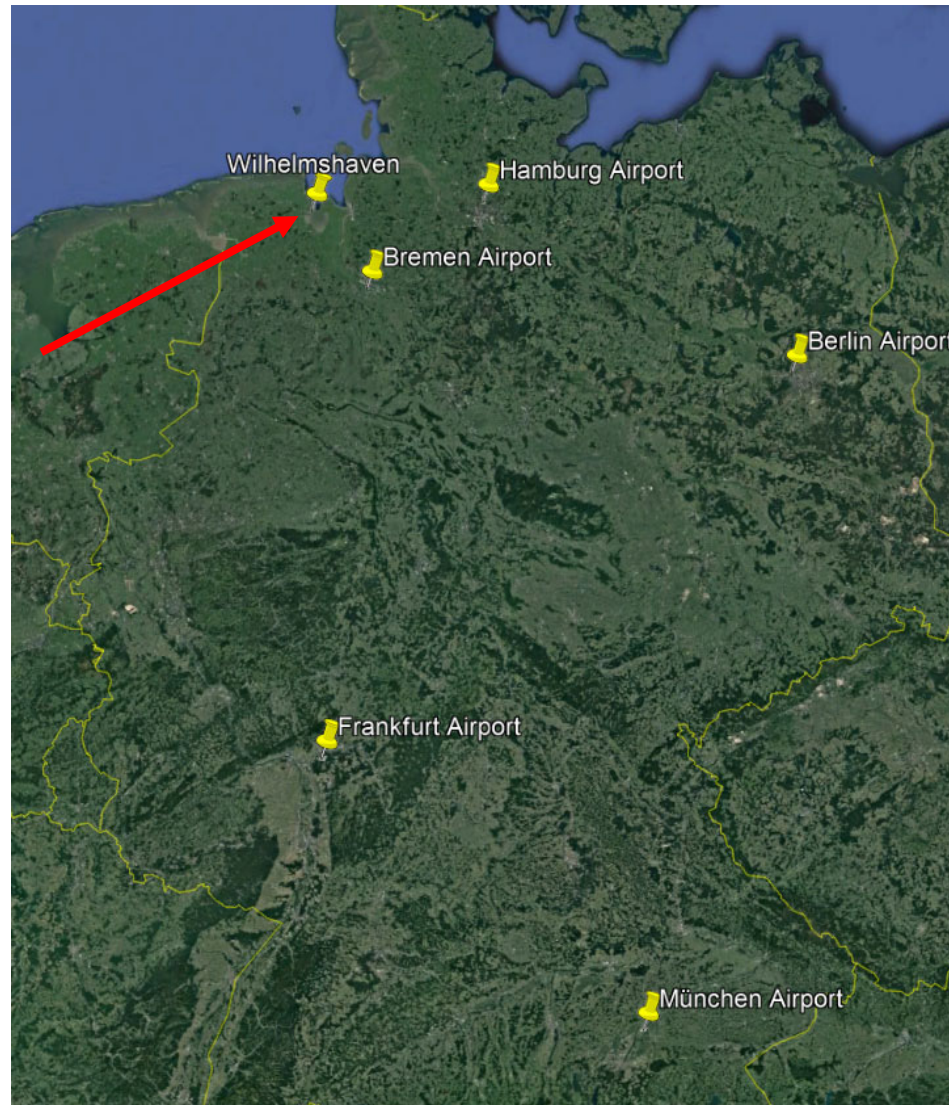 Wilhelmshaven
Hamburg Airport
Bremen Airport
Berlin Airport
Frankfurt Airport
München Airport